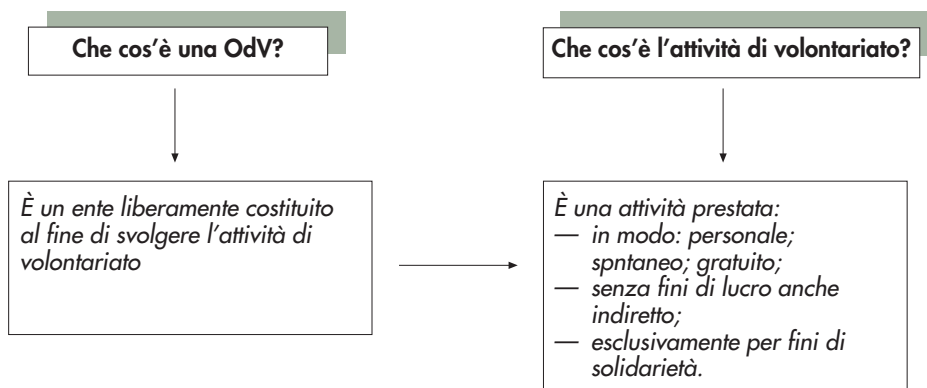 Che cos'è una OdV?
È un ente liberamente costituito
al fine di svolgere l'attività di
volontariato
Che cos'è l'attività di volontariato?
È una attività prestata:
— in modo: personale;
spntaneo; gratuito;
— senza fini di lucro anche
indiretto;
— esclusivamente per fini di
solidarietà.